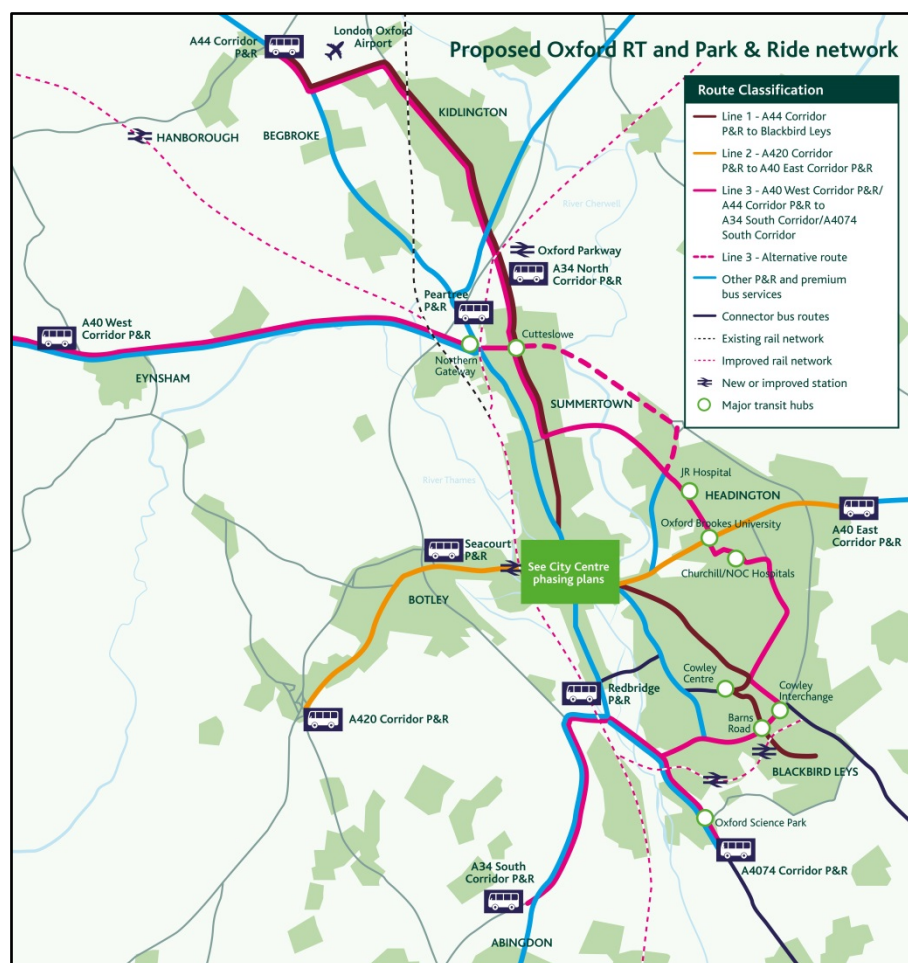 Proposed Oxford RT and Park & Ride network
A44 Corridor
P&R
London Oxford
Airport
KIDLINGTON
BEGBROKE
HANBOROUGH
River Cherwell
Oxford Parkway
A34 North
Corridor P&R
Peartree
P&R
A40 West
Corridor P&R
EYNSHAM
Northern
Gateway
Cutteslowe
SUMMERTOWN
River Thames
JR Hospital
HEADINGTON
Oxford Brookes University
A40 East
Corridor P&R
Churchill/NOC Hospitals
Seacourt
P&R
See City Centre
phasing plans
BOTLEY
A420 Corridor P&R
Redbridge
P&R
Cowley
Centre
Cowley
Interchange
Barns
Road
BLACKBIRD LEYS
Oxford Science Park
A4074 Corridor P&R
A34 South
Corridor P&R
ABINGDON
Route Classification
Line 1 - A44 Corridor
P&R to Blackbird Leys
Line 2 - A420 Corridor
P&R to A40 East Corridor P&R
Line 3 - A40 West Corridor P&R/
A44 Corridor P&R to
A34 South Corridor/A4074
South Corridor
Line 3 - Alternative route
Other P&R and premium
bus services
Connector bus routes
Existing rail network
Improved rail network
New or improved station
Major transit hubs